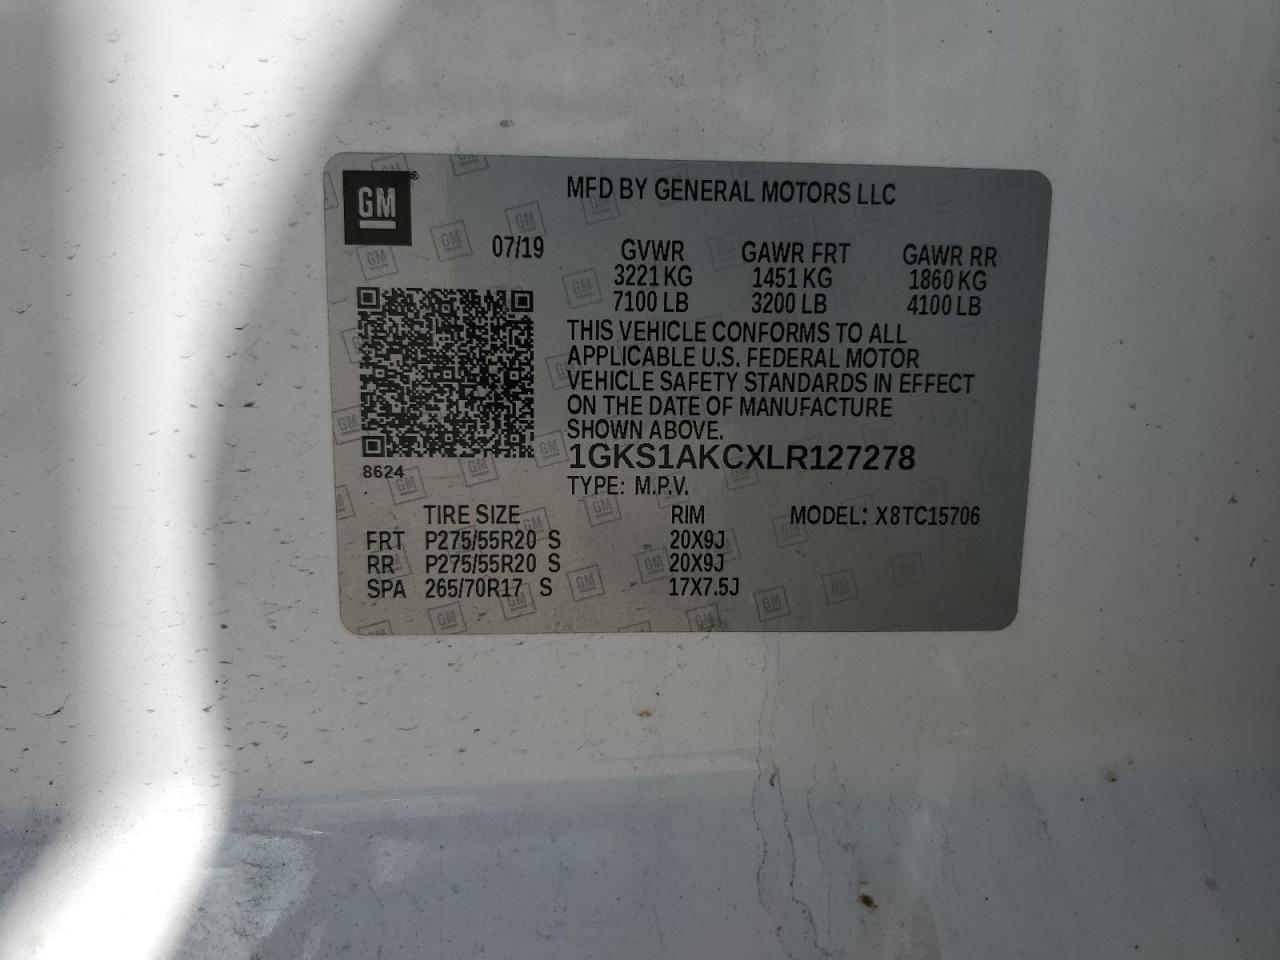 GM®
MFD BY GENERAL MOTORS LLC
07/19 GVWR GAWR FRT GAWR RR
3221 KG 1451 KG 1860 KG
7100 LB 3200 LB 4100 LB
THIS VEHICLE CONFORMS TO ALL
APPLICABLE U.S. FEDERAL MOTOR
VEHICLE SAFETY STANDARDS IN EFFECT
ON THE DATE OF MANUFACTURE
SHOWN ABOVE.
1GKS1AKCXLR127278
8624
TYPE: M.P.V.
TIRE SIZE RIM MODEL: X8TC15706
FRT P275/55R20 S 20X9J
RR P275/55R20 S 20X9J
SPA 265/70R17 S 17X7.5J